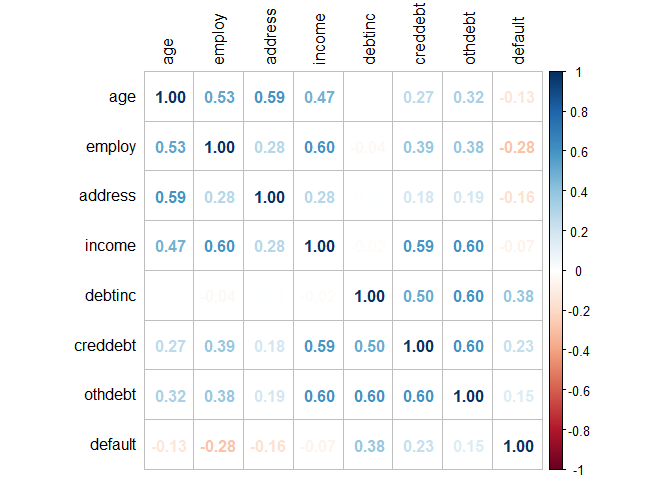 age employ address income debtinc creddebt othdebt default
age 1.00 0.53 0.59 0.47 0.27 0.32 -0.13
employ 0.53 1.00 0.28 0.60 -0.04 0.39 0.38 -0.28
address 0.59 0.28 1.00 0.28 0.18 0.19 -0.16
income 0.47 0.60 0.28 1.00 0.59 0.60 -0.07
debtinc -0.04 1.00 0.50 0.60 0.38
creddebt 0.27 0.39 0.18 0.59 0.50 1.00 0.60 0.23
othdebt 0.32 0.38 0.19 0.60 0.60 0.60 1.00 0.15
default -0.13 -0.28 -0.16 -0.07 0.38 0.23 0.15 1.00
1
0.8
0.6
0.4
0.2
0
-0.2
-0.4
-0.6
-0.8
-1